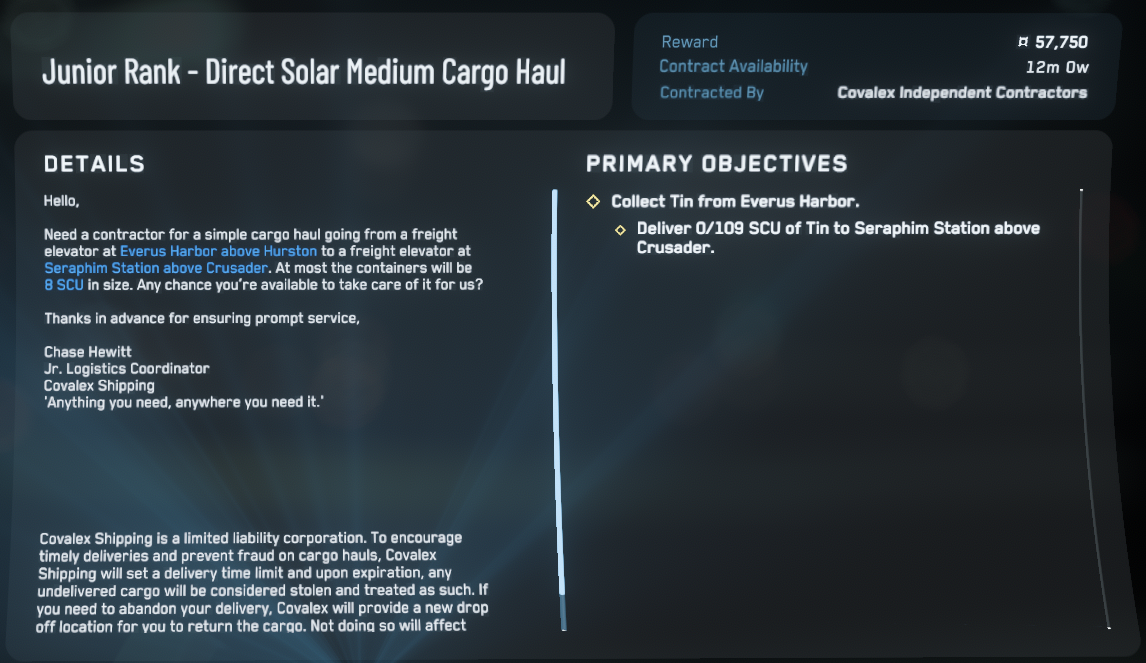 Junior Rank - Direct Solar Medium Cargo Haul
Reward ¤ 57,750
Contract Availability 12m 0w
Contracted By Covalex Independent Contractors
DETAILS
Hello,
Need a contractor for a simple cargo haul going from a freight
elevator at Everus Harbor above Hurston to a freight elevator at
Seraphim Station above Crusader. At most the containers will be
8 SCU in size. Any chance you're available to take care of it for us?
Thanks in advance for ensuring prompt service,
Chase Hewitt
Jr. Logistics Coordinator
Covalex Shipping
'Anything you need, anywhere you need it.'
Covalex Shipping is a limited liability corporation. To encourage
timely deliveries and prevent fraud on cargo hauls, Covalex
Shipping will set a delivery time limit and upon expiration, any
undelivered cargo will be considered stolen and treated as such. If
you need to abandon your delivery, Covalex will provide a new drop
off location for you to return the cargo. Not doing so will affect
PRIMARY OBJECTIVES
Collect Tin from Everus Harbor.
Deliver 0/109 SCU of Tin to Seraphim Station above
Crusader.